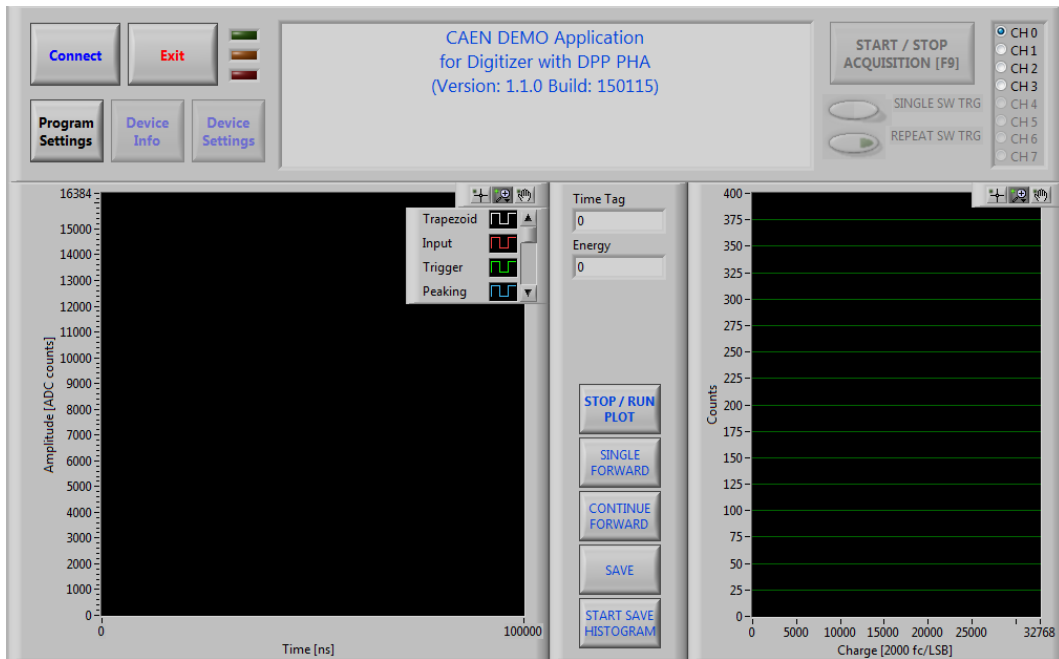 Connect
Exit
Program
Settings
Device
Info
Device
Settings
CAEN DEMO Application
for Digitizer with DPP PHA
(Version: 1.1.0 Build: 150115)
START / STOP
ACQUISITION [F9]
SINGLE SW TRG
REPEAT SW TRG
CH 0
CH 1
CH 2
CH 3
CH 4
CH 5
CH 6
CH 7
16384
15000
14000
13000
12000
11000
10000
9000
8000
7000
6000
5000
4000
3000
2000
1000
0
Amplitude [ADC counts]
0
100000
Time [ns]
Trapezoid
Input
Trigger
Peaking
Time Tag
0
Energy
0
STOP / RUN
PLOT
SINGLE
FORWARD
CONTINUE
FORWARD
SAVE
START SAVE
HISTOGRAM
400
375
350
325
300
275
250
225
200
175
150
125
100
75
50
25
0
Counts
0 5000 10000 15000 20000 25000 32768
Charge [2000 fc/LSB]